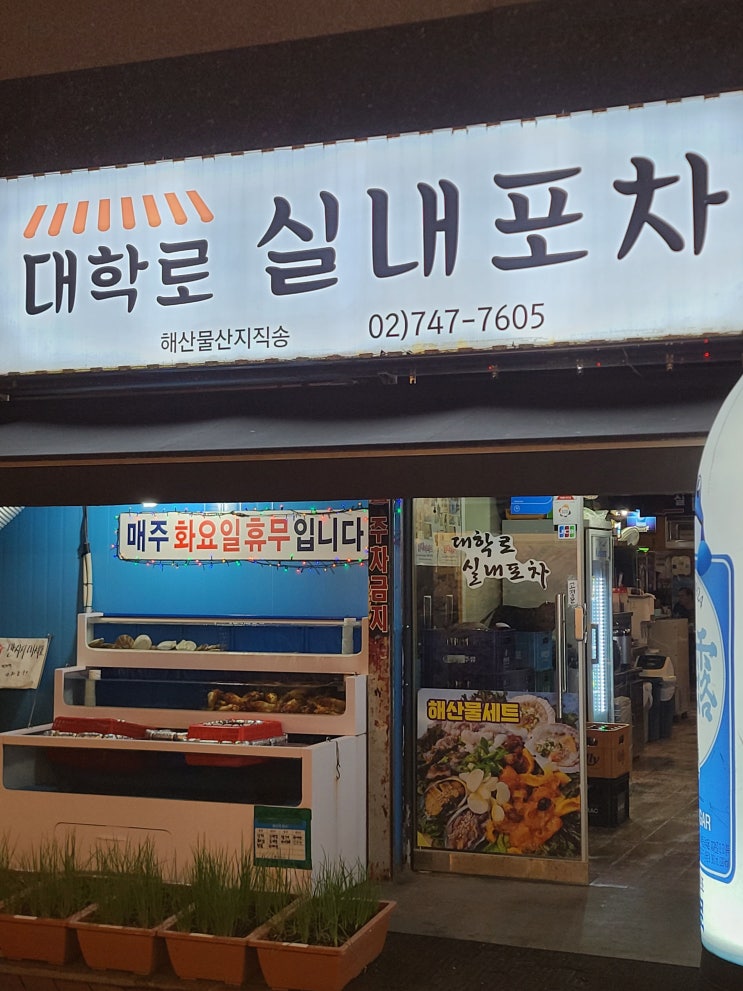 대학로 실내포차
해산물산지직송
02)747-7605
매주 화요일휴무입니다
주차금지
대학로
실내포차
JCB
해산물세트